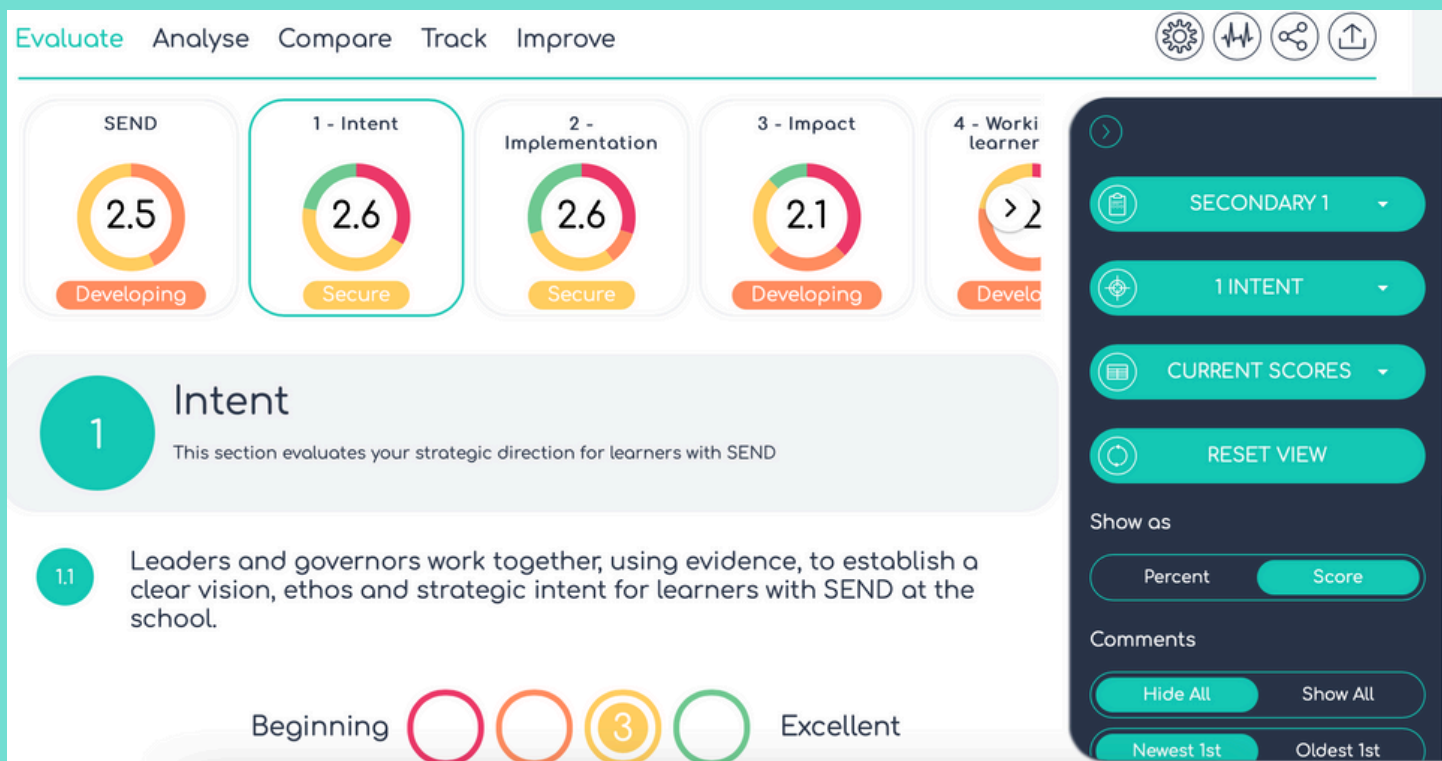 Evaluate Analyse Compare Track Improve
SEND
2.5
Developing
1 - Intent
2.6
Secure
2 -
Implementation
2.6
Secure
3 - Impact
2.1
Developing
4 -
learner
1
Intent
This section evaluates your strategic direction for learners with SEND
1.1
Leaders and governors work together, using evidence, to establish a
clear vision, ethos and strategic intent for learners with SEND at the
school.
Beginning 3 Excellent
SECONDARY 1
1 INTENT
CURRENT SCORES
RESET VIEW
Show as
Percent Score
Comments
Hide All Show All
Newest 1st Oldest 1st